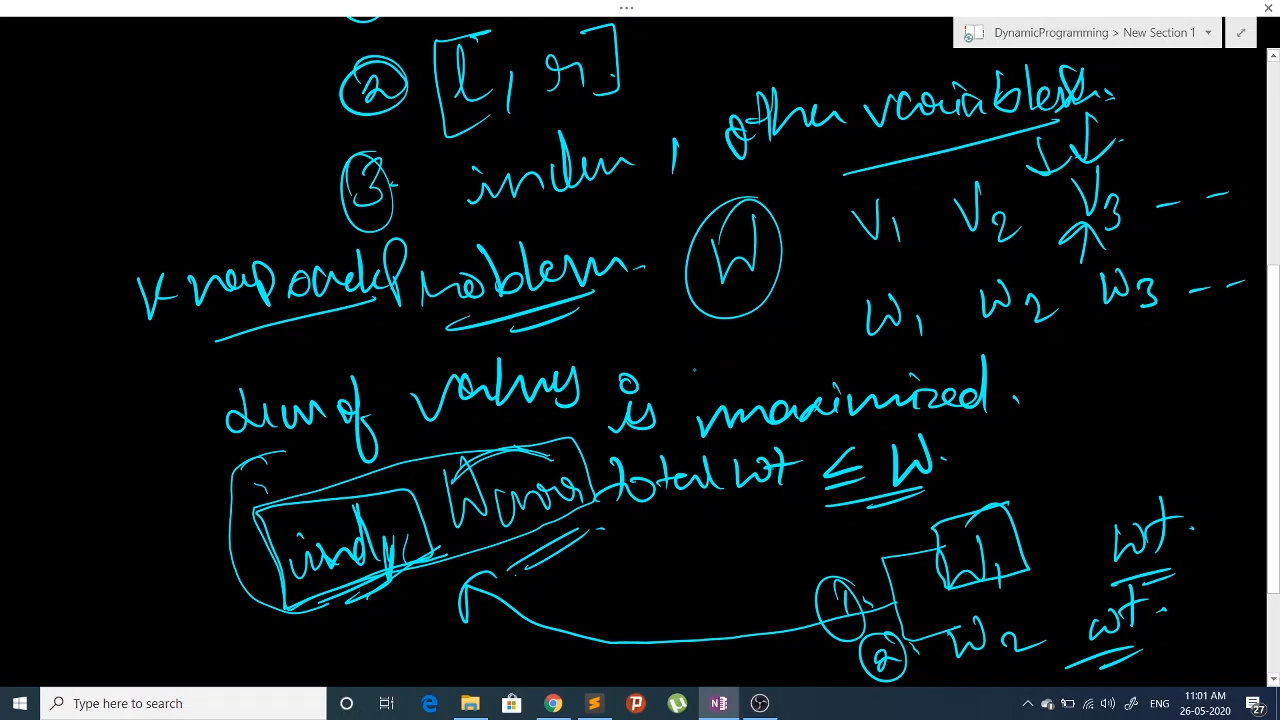 DynamicProgramming > New Section 1
2 [l, r]
3 index, other variables.
V1 V2 V3 - -
Knapsack Problem. W
W1 W2 W3 - -
sum of values is maximized.
total wt ≤ W.
index Wcurr
1 W1 wt.
2 W2 wt.
Type here to search
11:01 AM
26-05-2020
27